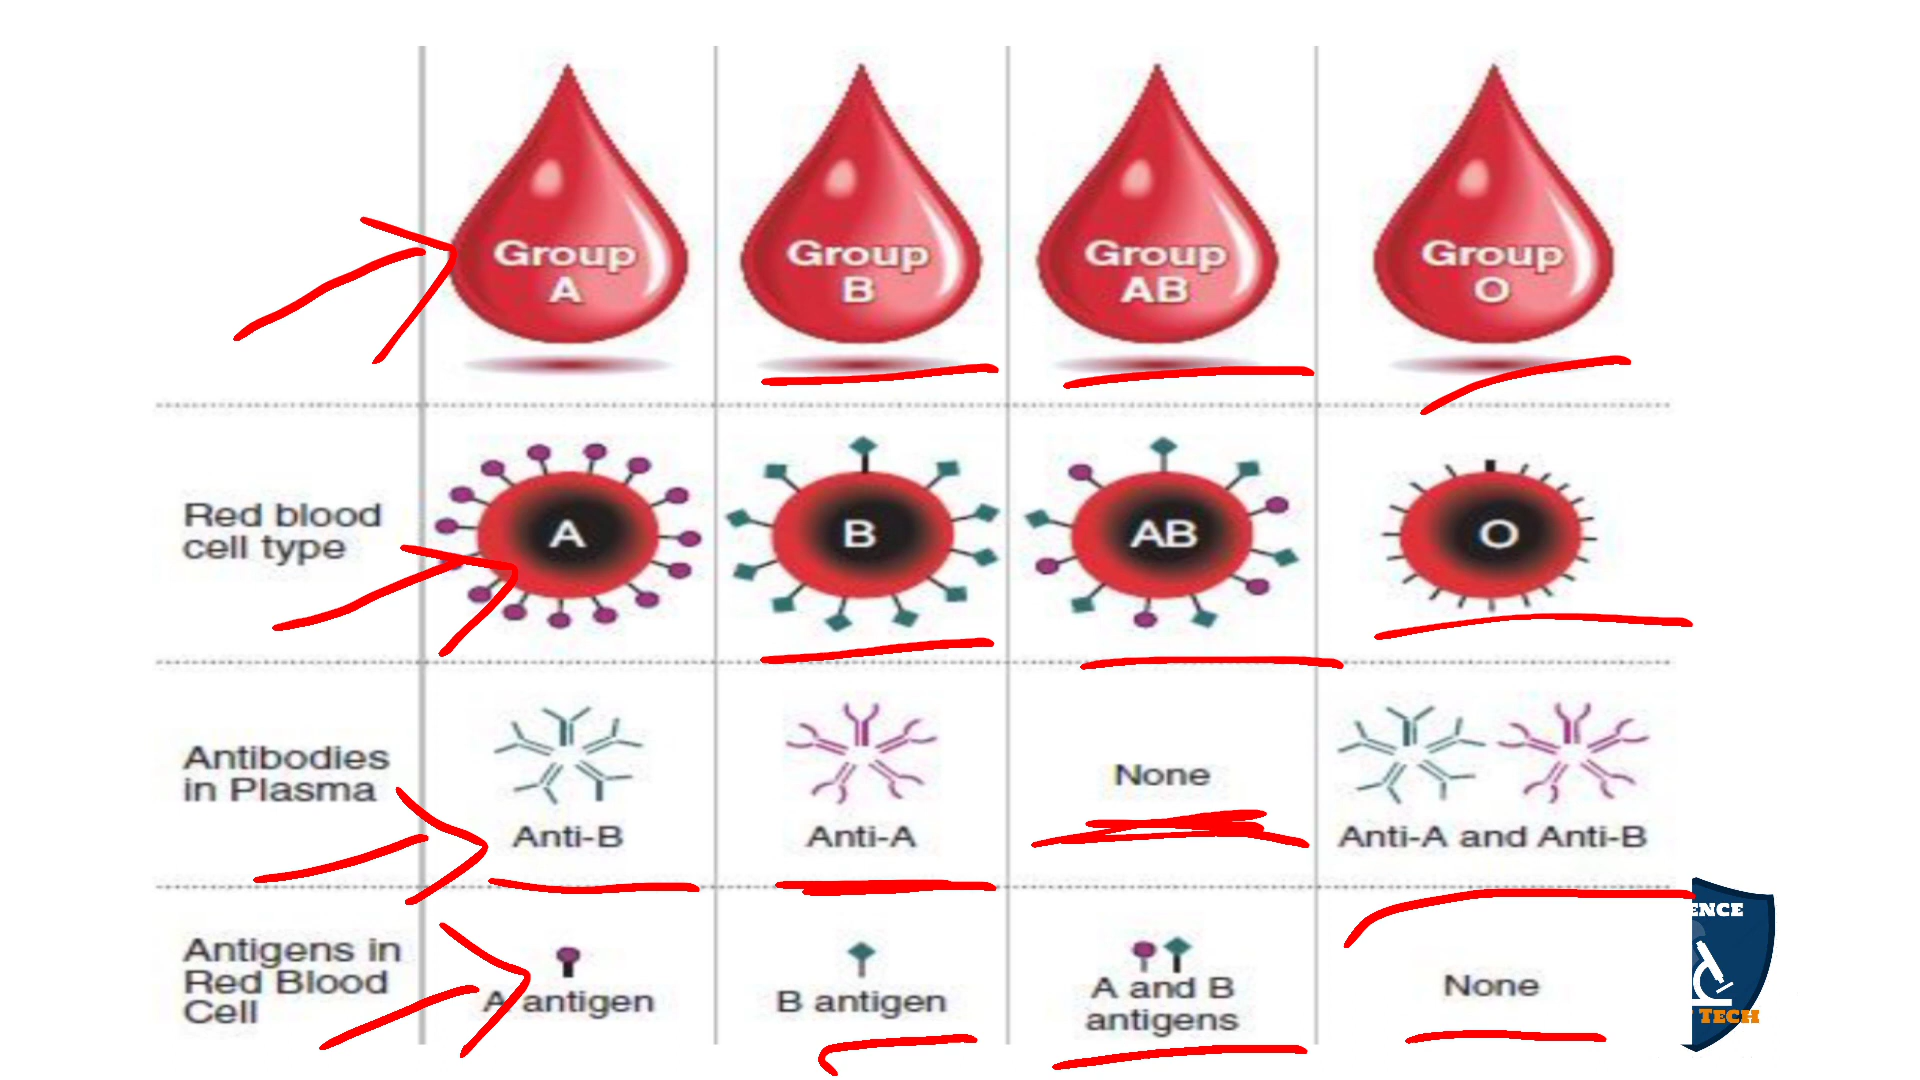 Group
A
Group
B
Group
AB
Group
O
Red blood
cell type
A
B
AB
O
Antibodies
in Plasma
Anti-B
Anti-A
None
Anti-A and Anti-B
Antigens in
Red Blood
Cell
A antigen
B antigen
A and B
antigens
None
ENCE
TECH